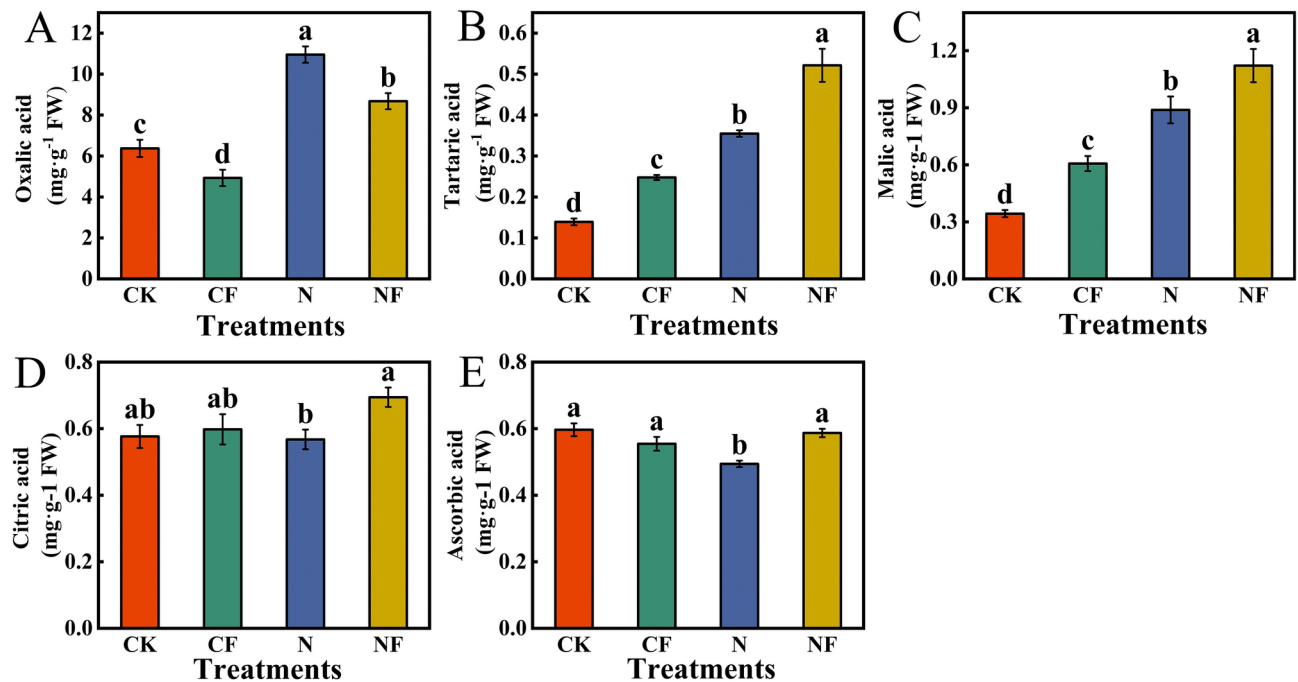 A
Oxalic acid
(mg·g⁻¹ FW)
12
10
8
6
4
2
0
c
d
a
b
CK CF N NF
Treatments
B
Tartaric acid
(mg·g⁻¹ FW)
0.6
0.5
0.4
0.3
0.2
0.1
0.0
d
c
b
a
CK CF N NF
Treatments
C
Malic acid
(mg·g-1 FW)
1.2
0.9
0.6
0.3
0.0
d
c
b
a
CK CF N NF
Treatments
D
Citric acid
(mg·g-1 FW)
0.8
0.6
0.4
0.2
0.0
ab
ab
b
a
CK CF N NF
Treatments
E
Ascorbic acid
(mg·g-1 FW)
0.8
0.6
0.4
0.2
0.0
a
a
b
a
CK CF N NF
Treatments